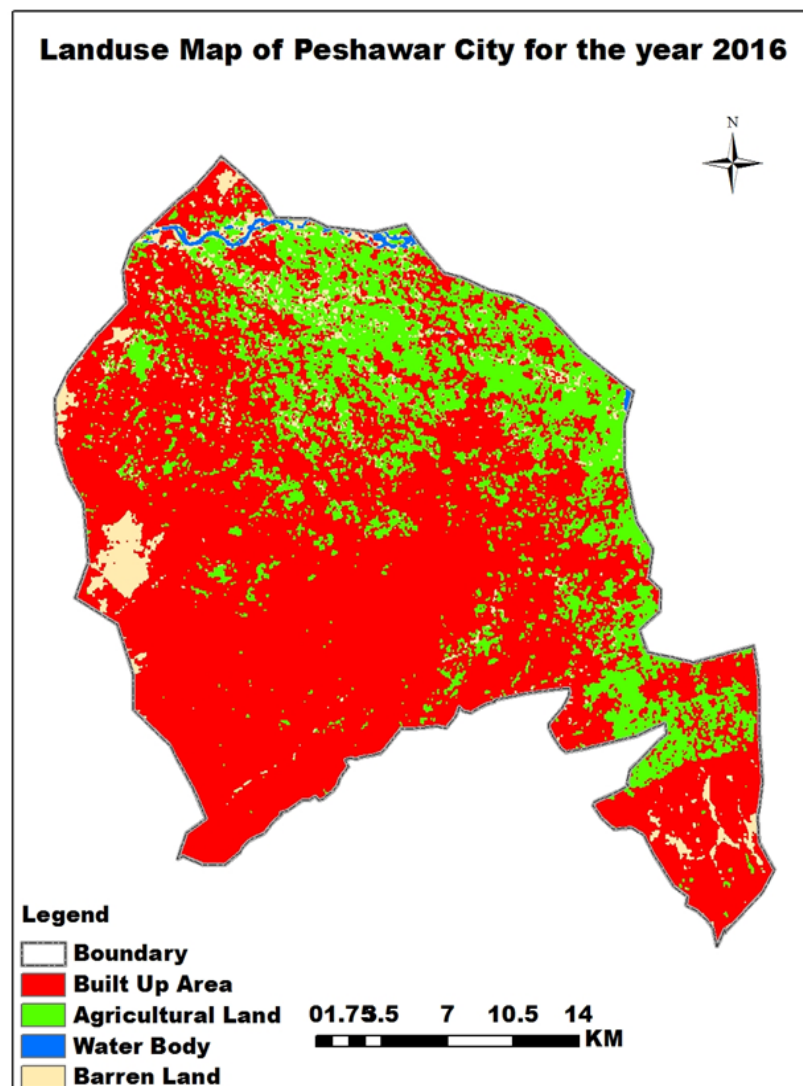 Landuse Map of Peshawar City for the year 2016
N
Legend
Boundary
Built Up Area
Agricultural Land
Water Body
Barren Land
01.753.5 7 10.5 14
KM